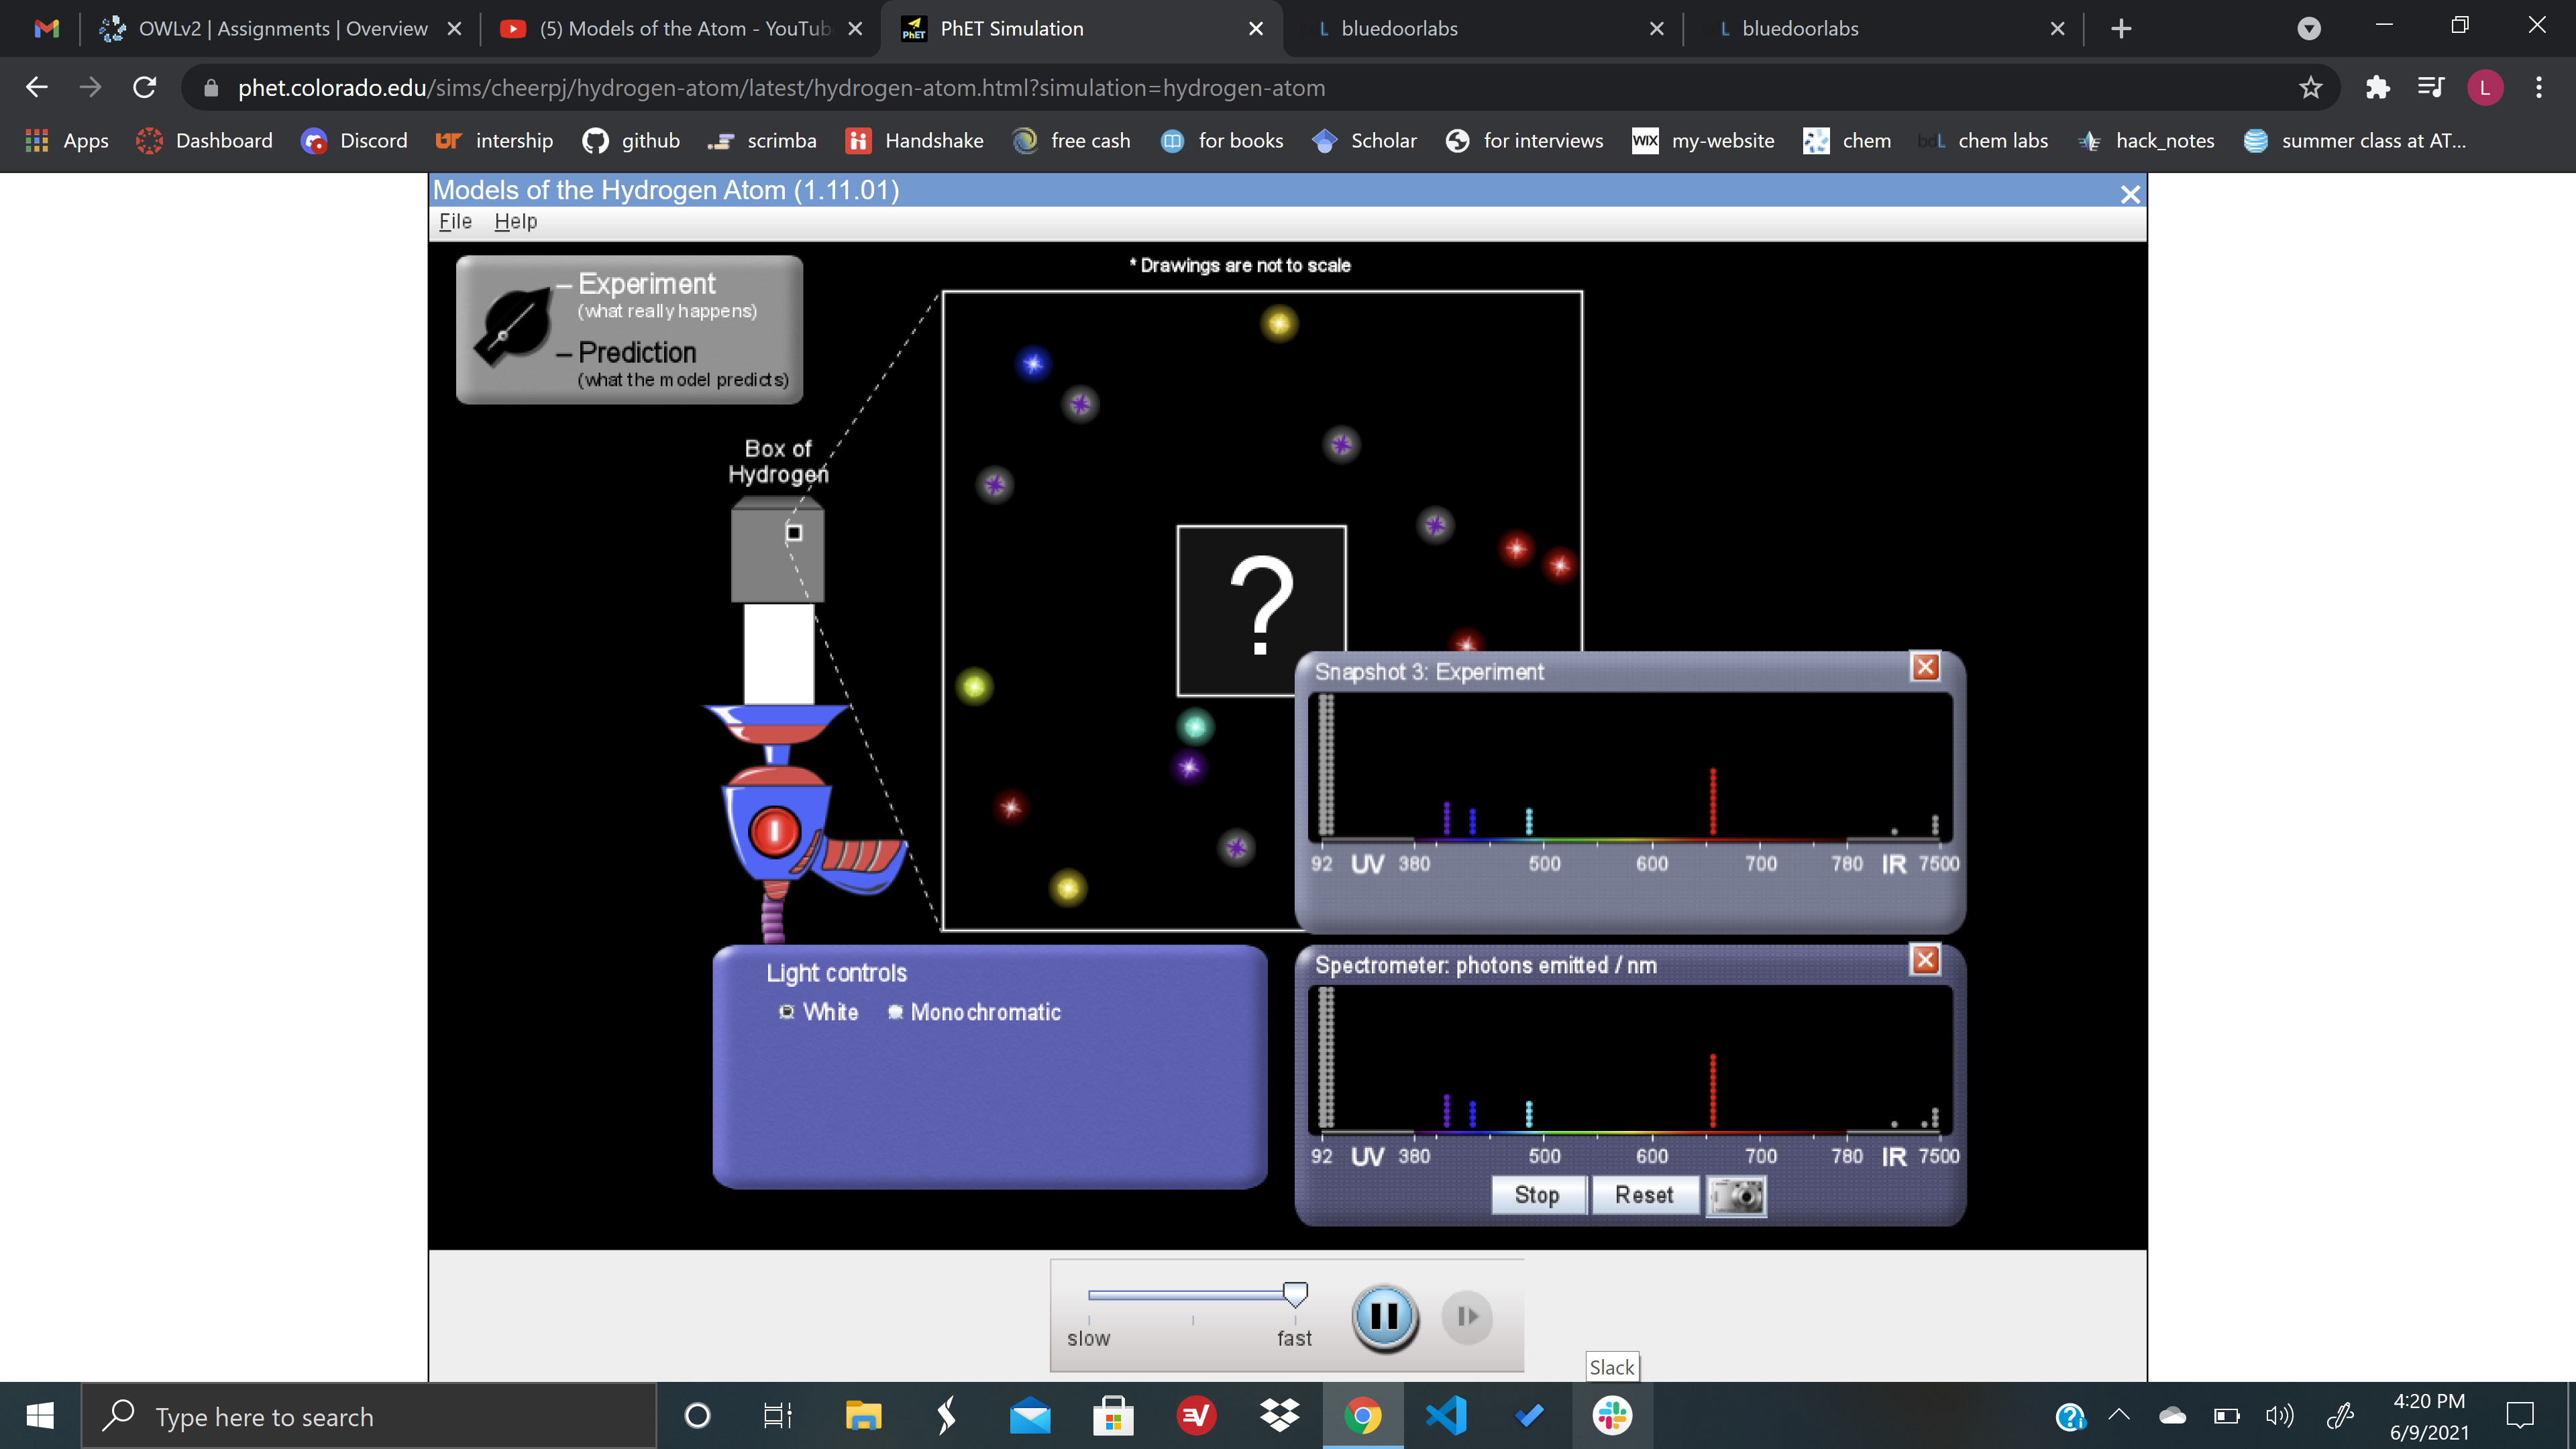 OWLv2 | Assignments | Overview
(5) Models of the Atom - YouTub
PhET Simulation
bluedoorlabs
bluedoorlabs
phet.colorado.edu/sims/cheerpj/hydrogen-atom/latest/hydrogen-atom.html?simulation=hydrogen-atom
L
Apps Dashboard Discord intership github scrimba Handshake free cash for books Scholar for interviews my-website chem chem labs hack_notes summer class at AT...
Models of the Hydrogen Atom (1.11.01)
File Help
* Drawings are not to scale
– Experiment
(what really happens)
– Prediction
(what the model predicts)
Box of
Hydrogen
?
Snapshot 3: Experiment
92 UV 380 500 600 700 780 IR 7500
Light controls
White Monochromatic
Spectrometer: photons emitted / nm
92 UV 380 500 600 700 780 IR 7500
Stop Reset
slow fast
Slack
Type here to search
4:20 PM
6/9/2021